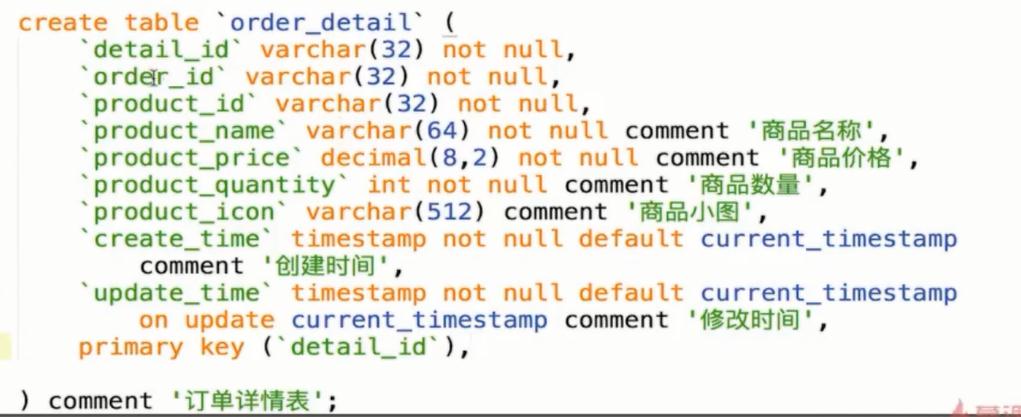 create table `order_detail` (
`detail_id` varchar(32) not null,
`order_id` varchar(32) not null,
`product_id` varchar(32) not null,
`product_name` varchar(64) not null comment '商品名称',
`product_price` decimal(8,2) not null comment '商品价格',
`product_quantity` int not null comment '商品数量',
`product_icon` varchar(512) comment '商品小图',
`create_time` timestamp not null default current_timestamp
comment '创建时间',
`update_time` timestamp not null default current_timestamp
on update current_timestamp comment '修改时间',
primary key (`detail_id`),
) comment '订单详情表';